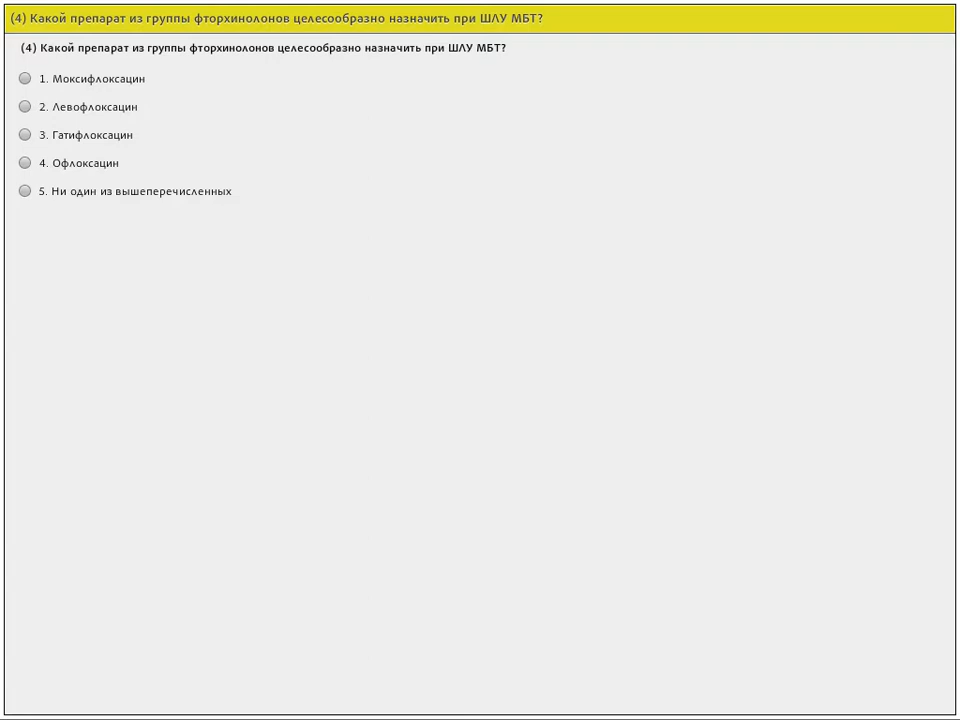 (4) Какой препарат из группы фторхинолонов целесообразно назначить при ШЛУ МБТ?
(4) Какой препарат из группы фторхинолонов целесообразно назначить при ШЛУ МБТ?
1. Моксифлоксацин
2. Левофлоксацин
3. Гатифлоксацин
4. Офлоксацин
5. Ни один из вышеперечисленных